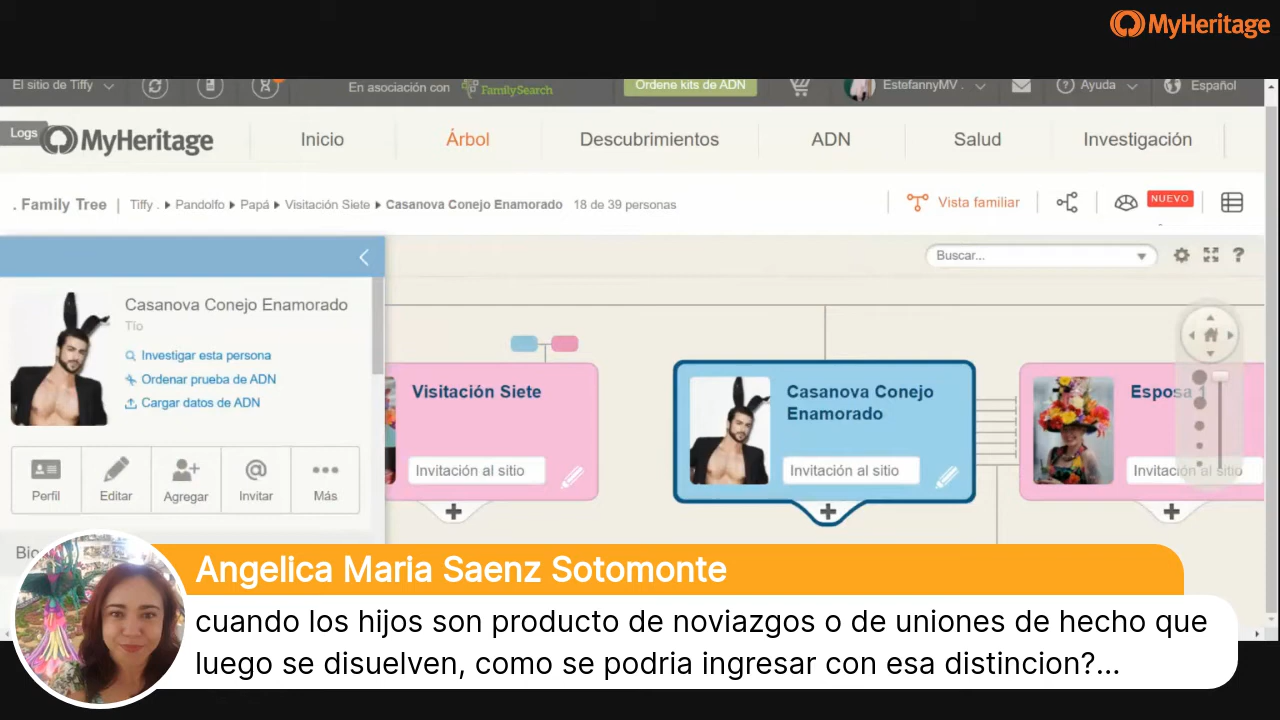 MyHeritage
El sitio de Tiffy
En asociación con FamilySearch
Ordene kits de ADN
EstefannyMV .
Ayuda
Español
Logs
MyHeritage
Inicio
Árbol
Descubrimientos
ADN
Salud
Investigación
. Family Tree | Tiffy . Pandolfo Papá Visitación Siete Casanova Conejo Enamorado 18 de 39 personas
Vista familiar
NUEVO
Buscar...
?
Casanova Conejo Enamorado
Tío
Investigar esta persona
Ordenar prueba de ADN
Cargar datos de ADN
Perfil
Editar
Agregar
Invitar
Más
Visitación Siete
Invitación al sitio
Casanova Conejo
Enamorado
Invitación al sitio
Esposa 1
Invitación al sitio
Angelica Maria Saenz Sotomonte
cuando los hijos son producto de noviazgos o de uniones de hecho que
luego se disuelven, como se podria ingresar con esa distincion?...